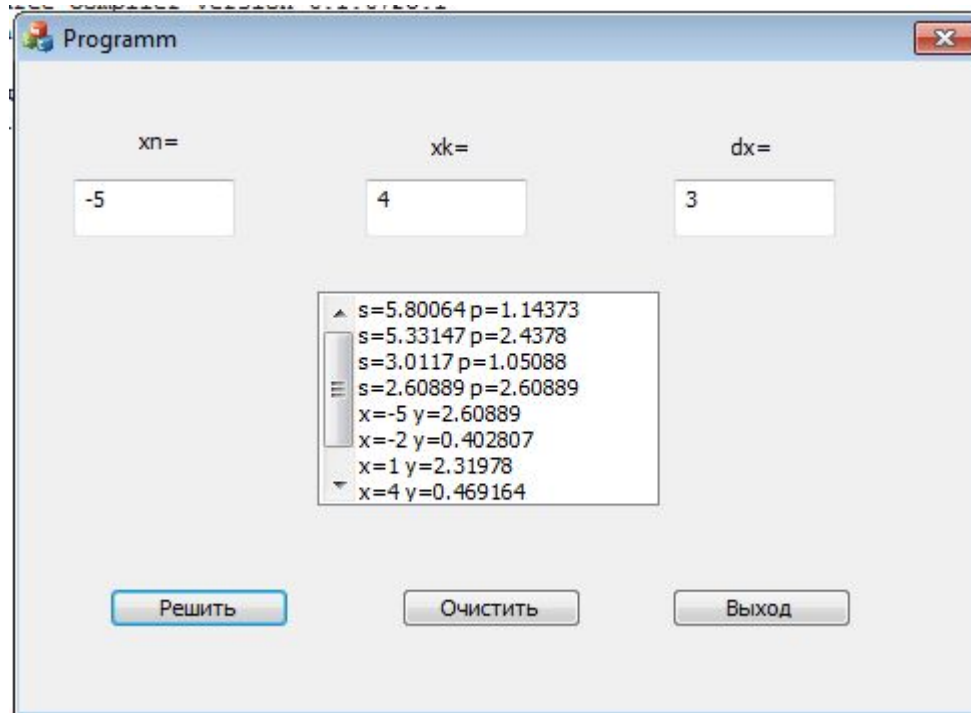 Programm
xn=
xk=
dx=
-5
4
3
s=5.80064 p=1.14373
s=5.33147 p=2.4378
s=3.0117 p=1.05088
s=2.60889 p=2.60889
x=-5 y=2.60889
x=-2 y=0.402807
x=1 y=2.31978
x=4 y=0.469164
Решить
Очистить
Выход